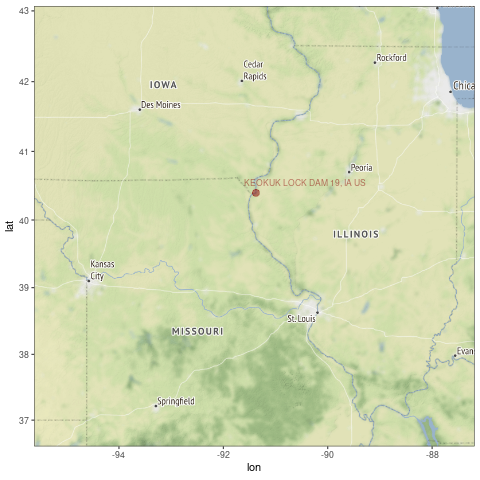 43
42
41
40
39
38
37
lat
Cedar
Rapids
Rockford
Chica
IOWA
Des Moines
Peoria
KEOKUK LOCK DAM 19, IA US
ILLINOIS
Kansas
City
St. Louis
MISSOURI
Evan
Springfield
-94
-92
-90
-88
lon